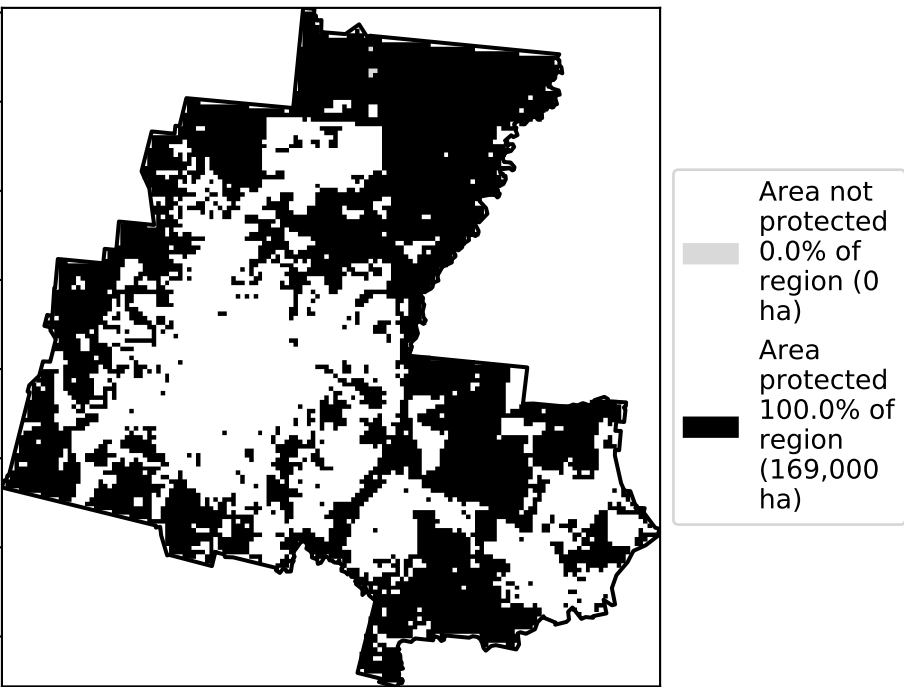 Area not
protected
0.0% of
region (0
ha)
Area
protected
100.0% of
region
(169,000
ha)